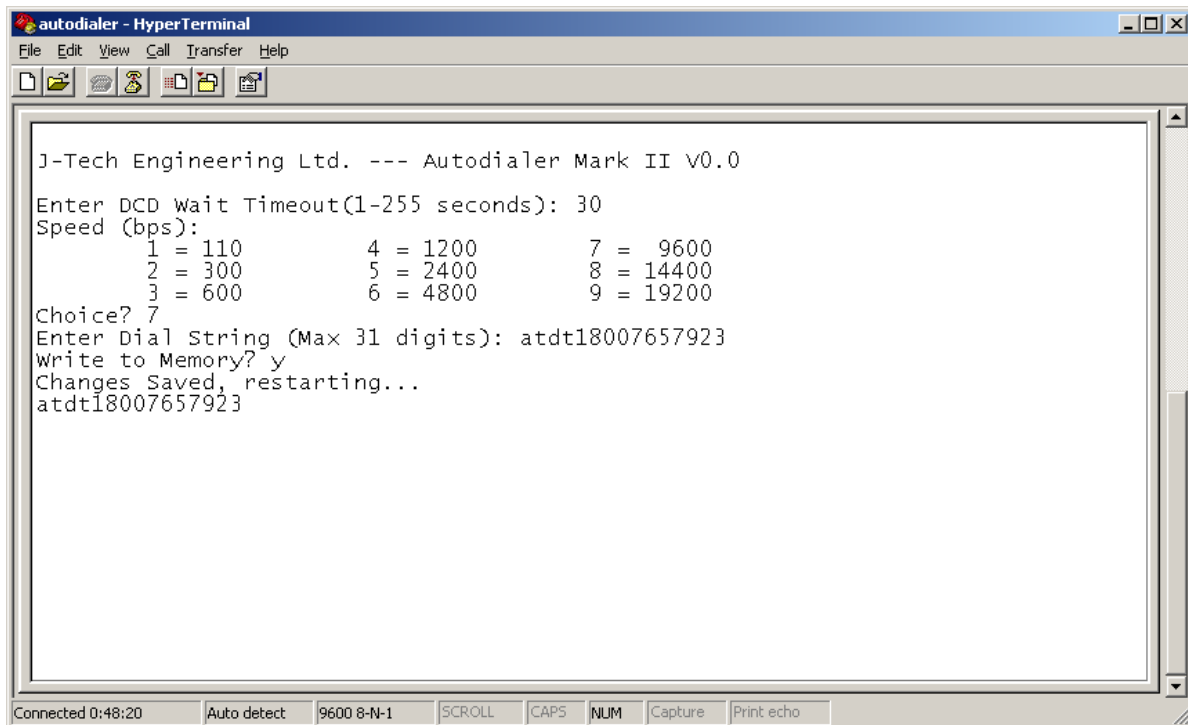 autodialer - HyperTerminal
File Edit View Call Transfer Help
J-Tech Engineering Ltd. --- Autodialer Mark II V0.0
Enter DCD Wait Timeout(1-255 seconds): 30
Speed (bps):
1 = 110 4 = 1200 7 = 9600
2 = 300 5 = 2400 8 = 14400
3 = 600 6 = 4800 9 = 19200
Choice? 7
Enter Dial String (Max 31 digits): atdt18007657923
Write to Memory? y
Changes Saved, restarting...
atdt18007657923
Connected 0:48:20 Auto detect 9600 8-N-1 SCROLL CAPS NUM Capture Print echo